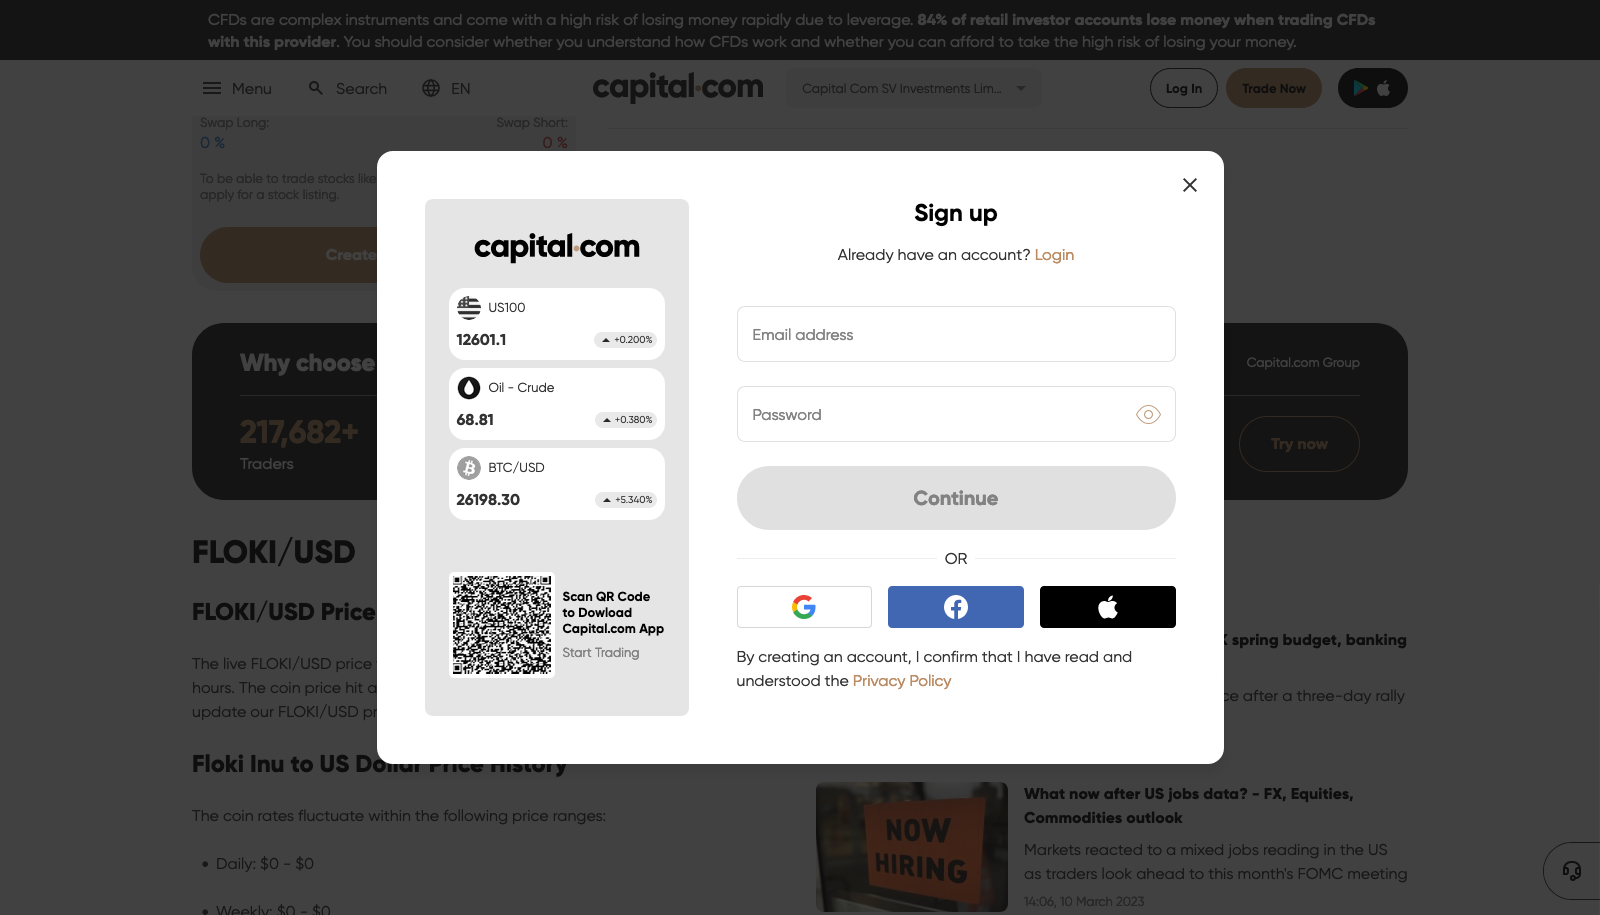 CFDs are complex instruments and come with a high risk of losing money rapidly due to leverage. 84% of retail investor accounts lose money when trading CFDs
with this provider. You should consider whether you understand how CFDs work and whether you can afford to take the high risk of losing your money.
Menu
Search
EN
capital.com
Capital Com SV Investments Lim...
Log In
Trade Now
Swap Long:
Swap Short:
0 %
0 %
To be able to trade stocks like
apply for a stock listing.
Create
Why choose
Capital.com Group
217,682+
Traders
Try now
FLOKI/USD
FLOKI/USD Price
The live FLOKI/USD price
hours. The coin price hit a
update our FLOKI/USD pr
Floki Inu to US Dollar Price History
The coin rates fluctuate within the following price ranges:
• Daily: $0 - $0
• Weekly: $0 - $0
capital.com
US100
12601.1
+0.200%
Oil - Crude
68.81
+0.380%
BTC/USD
26198.30
+5.340%
Scan QR Code
to Dowload
Capital.com App
Start Trading
Sign up
Already have an account? Login
Email address
Password
Continue
OR
By creating an account, I confirm that I have read and
understood the Privacy Policy
spring budget, banking
ce after a three-day rally
NOW
HIRING
What now after US jobs data? - FX, Equities,
Commodities outlook
Markets reacted to a mixed jobs reading in the US
as traders look ahead to this month's FOMC meeting
14:06, 10 March 2023